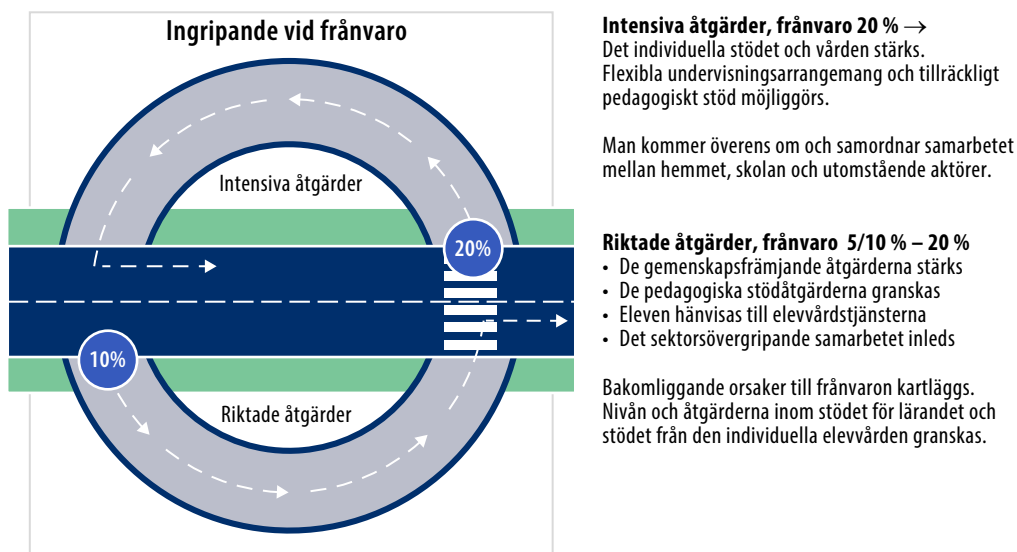 Ingripande vid frånvaro
Intensiva åtgärder
20%
10%
Riktade åtgärder
Intensiva åtgärder, frånvaro 20 % →
Det individuella stödet och vården stärks.
Flexibla undervisningsarrangemang och tillräckligt
pedagogiskt stöd möjliggörs.
Man kommer överens om och samordnar samarbetet
mellan hemmet, skolan och utomstående aktörer.
Riktade åtgärder, frånvaro 5/10 % – 20 %
• De gemenskapsfrämjande åtgärderna stärks
• De pedagogiska stödåtgärderna granskas
• Eleven hänvisas till elevvårdstjänsterna
• Det sektorsövergripande samarbetet inleds
Bakomliggande orsaker till frånvaron kartläggs.
Nivån och åtgärderna inom stödet för lärandet och
stödet från den individuella elevvården granskas.